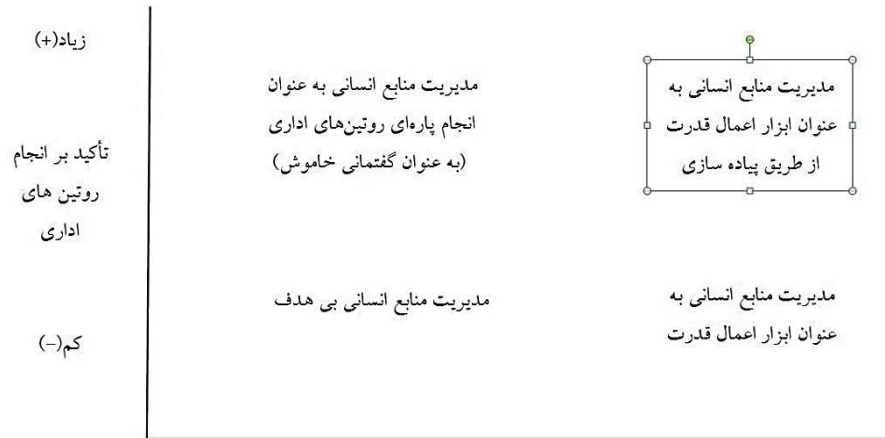 زیاد(+)
تأکید بر انجام
روتین های
اداری
کم(–)
مدیریت منابع انسانی به عنوان
انجام پاره‌ای روتین‌های اداری
(به عنوان گفتمانی خاموش)
مدیریت منابع انسانی به
عنوان ابزار اعمال قدرت
از طریق پیاده سازی
مدیریت منابع انسانی بی هدف
مدیریت منابع انسانی به
عنوان ابزار اعمال قدرت